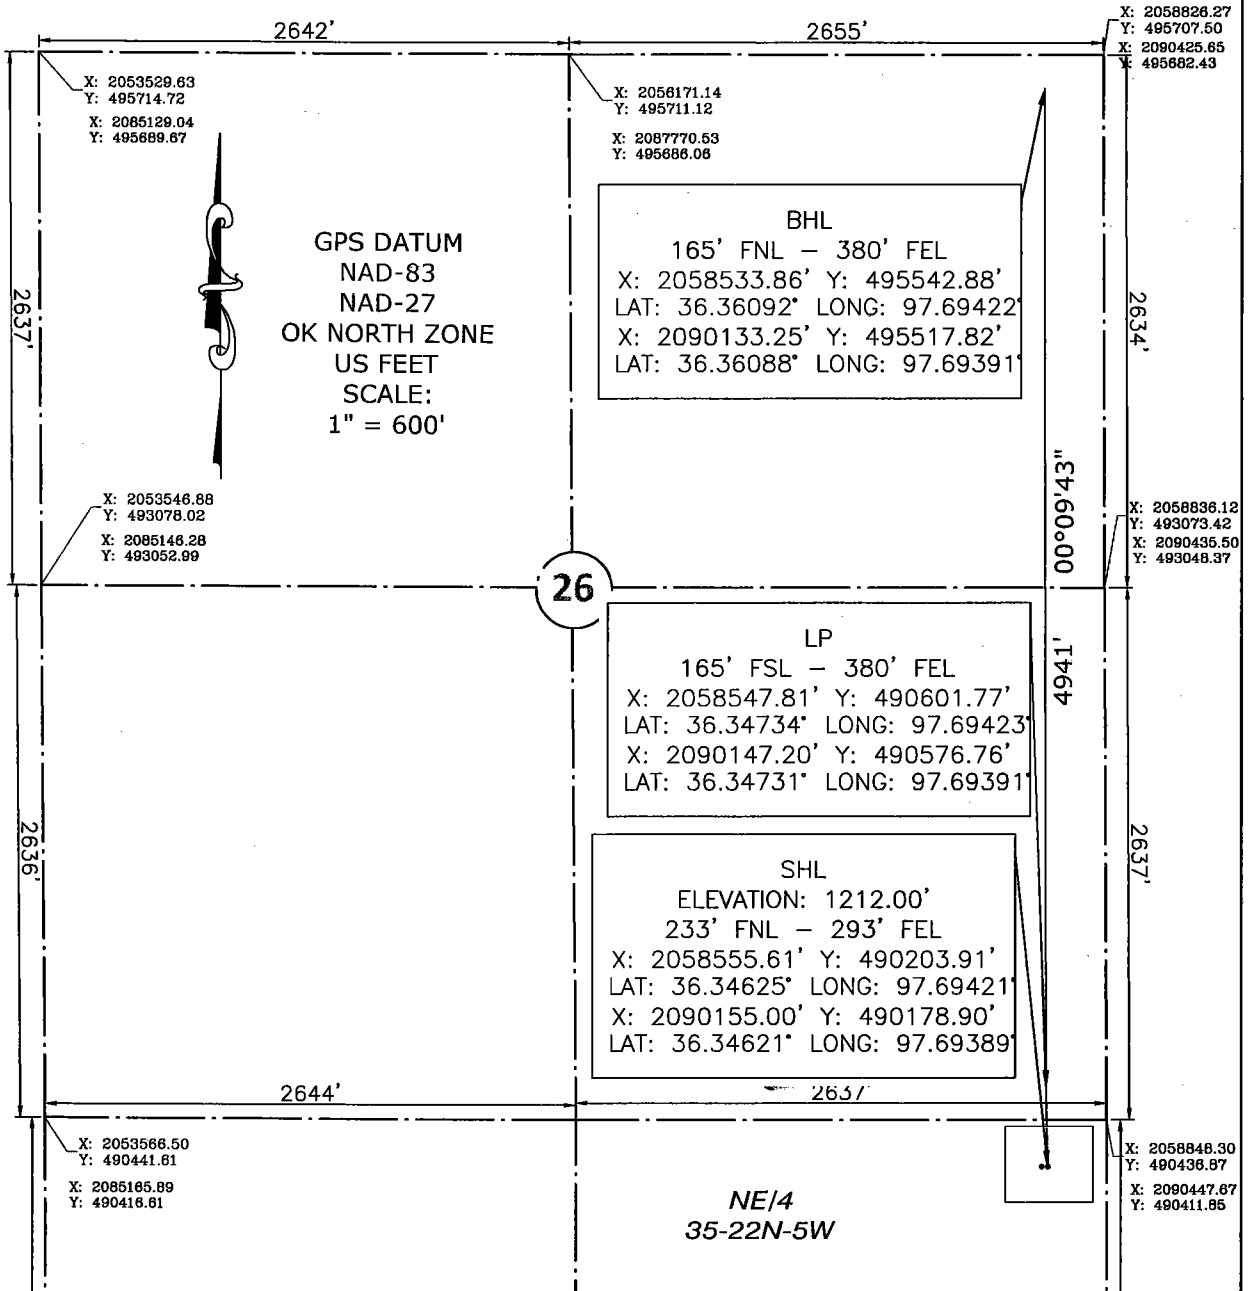 2642'
2655'
X: 2058826.27
Y: 495707.50
X: 2090425.65
Y: 495682.43
X: 2053529.63
Y: 495714.72
X: 2085129.04
Y: 495689.67
X: 2056171.14
Y: 495711.12
X: 2087770.53
Y: 495686.06
GPS DATUM
NAD-83
NAD-27
OK NORTH ZONE
US FEET
SCALE:
1" = 600'
BHL
165' FNL – 380' FEL
X: 2058533.86' Y: 495542.88'
LAT: 36.36092° LONG: 97.69422°
X: 2090133.25' Y: 495517.82'
LAT: 36.36088° LONG: 97.69391°
2637'
2634'
00°09'43"
4941'
X: 2053546.88
Y: 493078.02
X: 2085146.28
Y: 493052.99
X: 2058836.12
Y: 493073.42
X: 2090435.50
Y: 493048.37
26
LP
165' FSL – 380' FEL
X: 2058547.81' Y: 490601.77'
LAT: 36.34734° LONG: 97.69423°
X: 2090147.20' Y: 490576.76'
LAT: 36.34731° LONG: 97.69391°
2636'
2637'
SHL
ELEVATION: 1212.00'
233' FNL – 293' FEL
X: 2058555.61' Y: 490203.91'
LAT: 36.34625° LONG: 97.69421°
X: 2090155.00' Y: 490178.90'
LAT: 36.34621° LONG: 97.69389°
2644'
2637'
X: 2053566.50
Y: 490441.61
X: 2085165.89
Y: 490416.61
X: 2058848.30
Y: 490436.87
X: 2090447.67
Y: 490411.85
NE/4
35-22N-5W